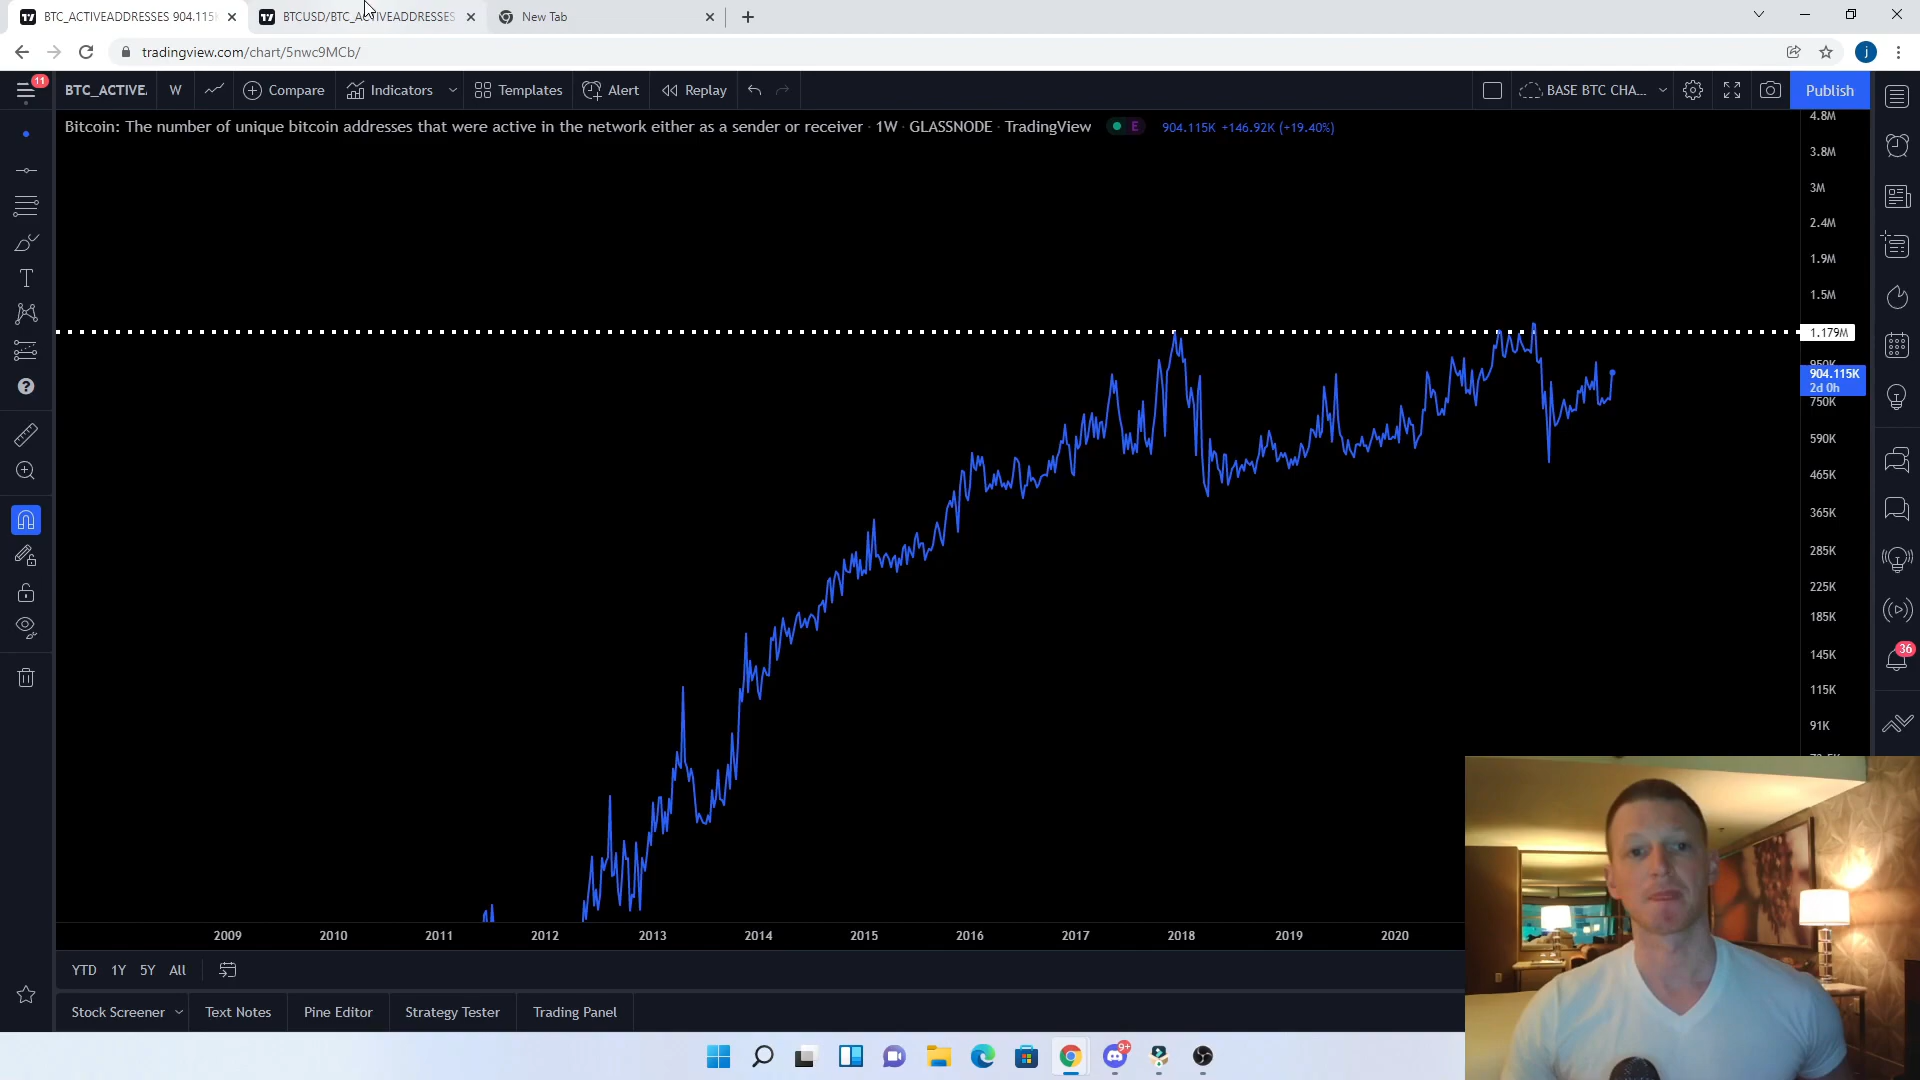 BTC_ACTIVEADDRESSES 904.115
BTCUSD/BTC_ACTIVEADDRESSES
New Tab
tradingview.com/chart/5nwc9MCb/
j
11
BTC_ACTIVE.
W
Compare
Indicators
Templates
Alert
Replay
BASE BTC CHA...
Publish
Bitcoin: The number of unique bitcoin addresses that were active in the network either as a sender or receiver · 1W · GLASSNODE · TradingView
E
904.115K +146.92K (+19.40%)
4.8M
3.8M
3M
2.4M
1.9M
1.5M
1.179M
950K
904.115K
2d 0h
750K
590K
465K
365K
285K
225K
185K
145K
115K
91K
36
2009
2010
2011
2012
2013
2014
2015
2016
2017
2018
2019
2020
YTD
1Y
5Y
All
Stock Screener
Text Notes
Pine Editor
Strategy Tester
Trading Panel
9+